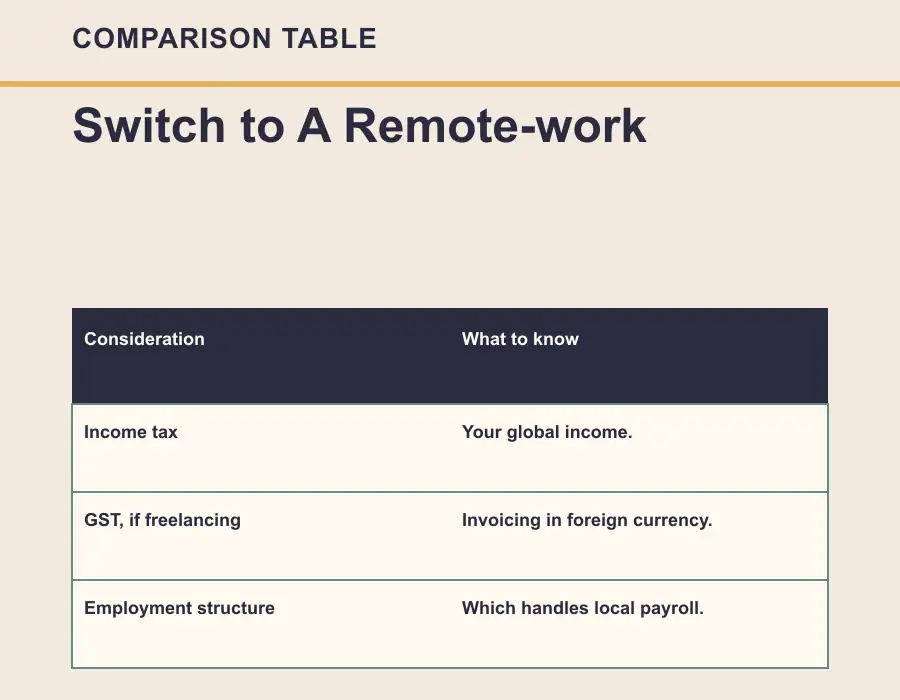 COMPARISON TABLE
Switch to A Remote-work
Consideration What to know
Income tax Your global income.
GST, if freelancing Invoicing in foreign currency.
Employment structure Which handles local payroll.